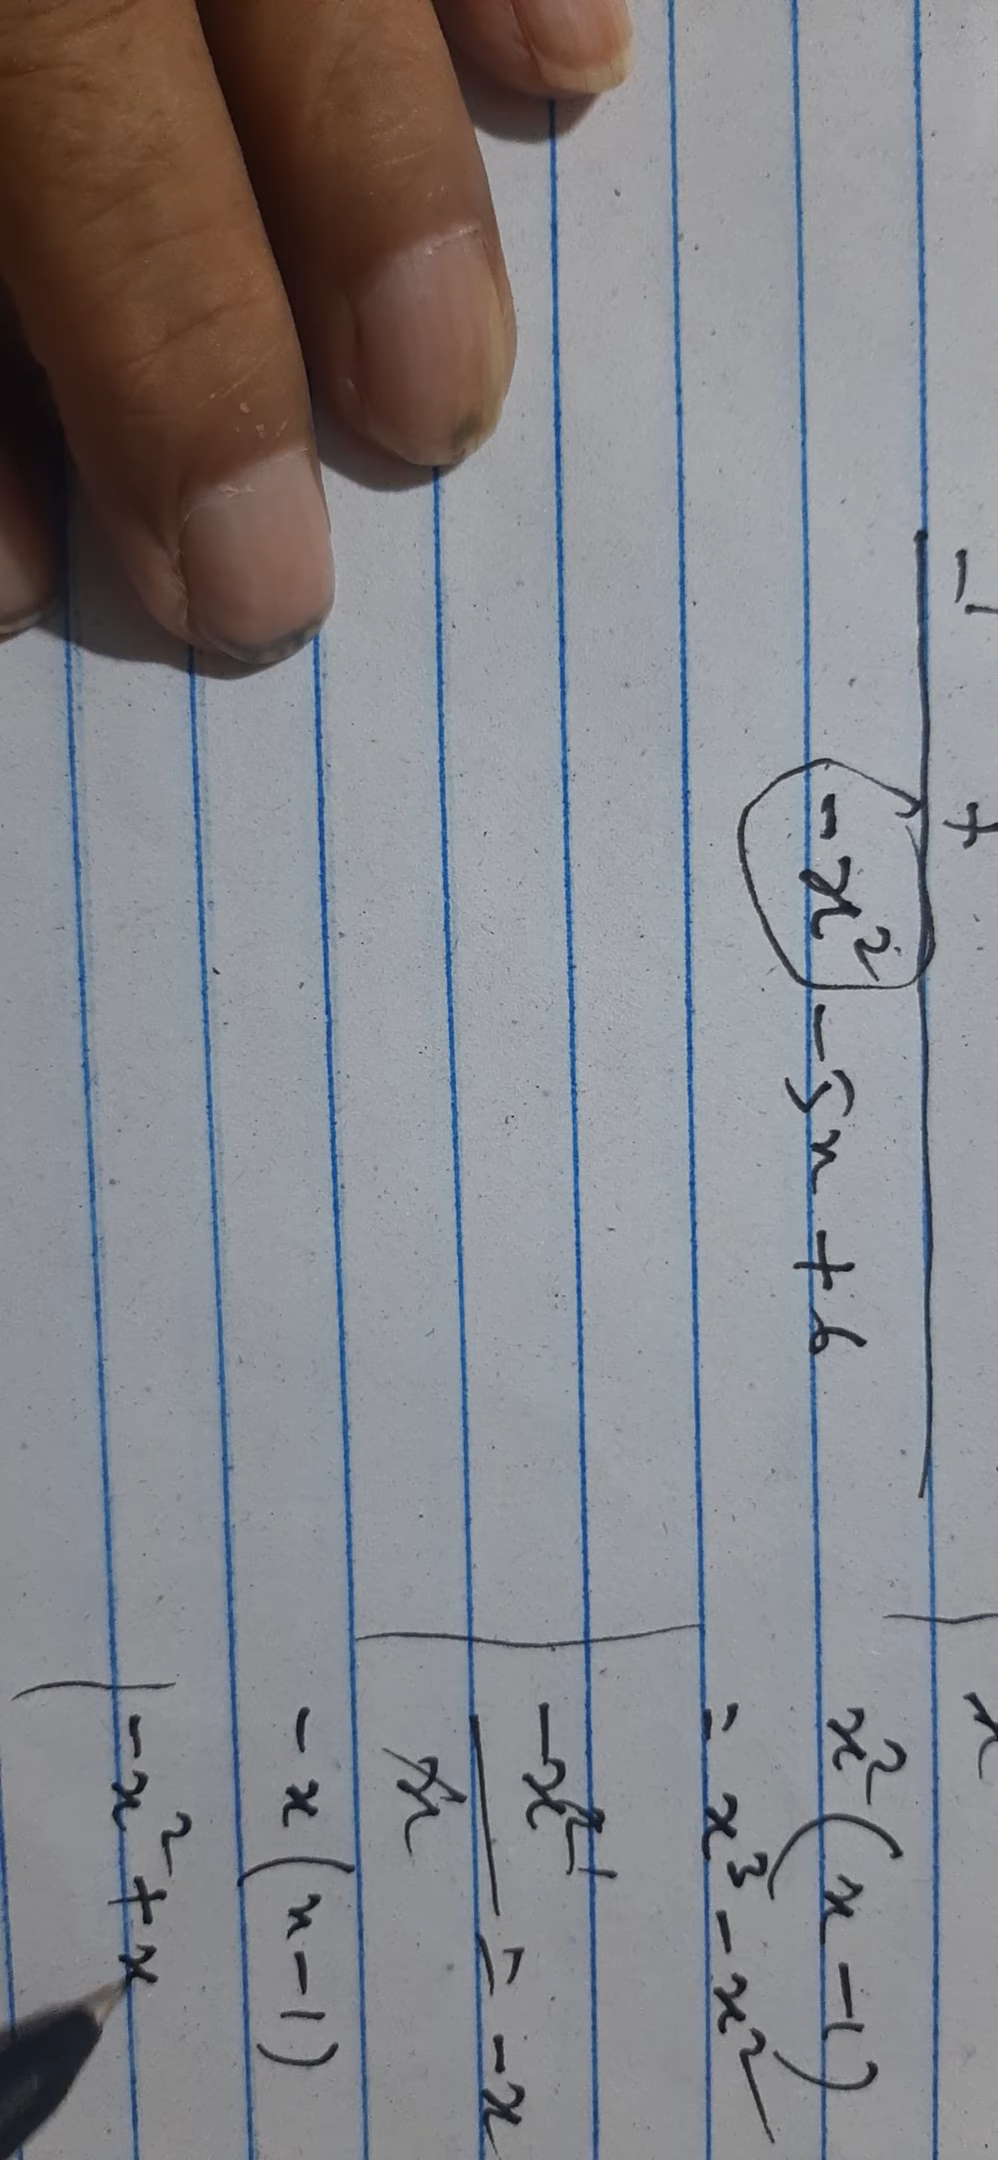 - +
-x² - 5x + 6
x
x²(x - 1)
= x³ - x²
-x²
/x = -x
-x(x - 1)
-x² + x